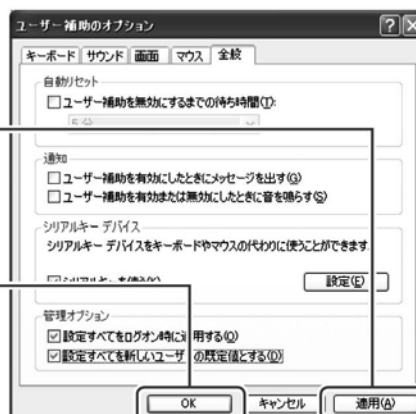 ユーザー補助のオプション
キーボード サウンド 画面 マウス 全般
自動リセット
ユーザー補助を無効にするまでの待ち時間(T):
5 分
通知
ユーザー補助を有効にしたときにメッセージを出す(G)
ユーザー補助を有効または無効にしたときに音を鳴らす(S)
シリアルキー デバイス
シリアルキー デバイスをキーボードやマウスの代わりに使うことができます
設定(E)
管理オプション
設定すべてをログオン時に 用する(O)
設定すべてを新しいユーザ の既定値とする(D)
OK キャンセル 適用(A)